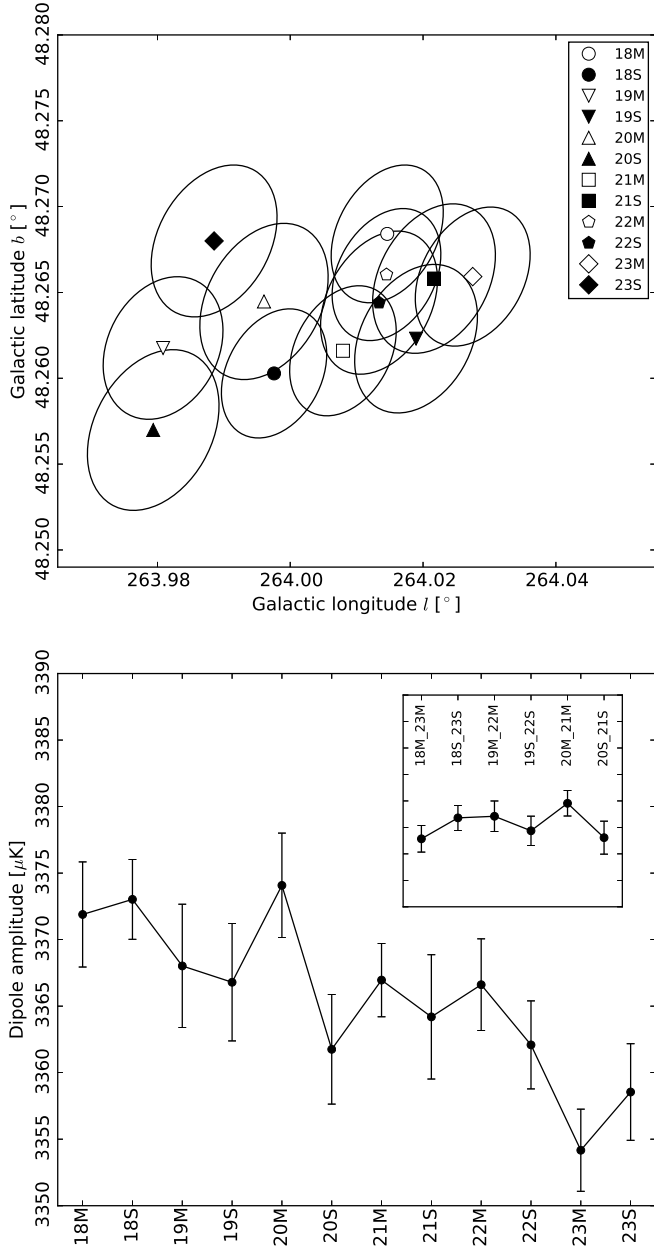 48.280
48.275
48.270
48.265
48.260
48.255
48.250
Galactic latitude b [°]
18M
18S
19M
19S
20M
20S
21M
21S
22M
22S
23M
23S
263.98 264.00 264.02 264.04
Galactic longitude l [°]
3390
3385
3380
3375
3370
3365
3360
3355
3350
Dipole amplitude [μK]
18M_23M 18S_23S 19M_22M 19S_22S 20M_21M 20S_21S
18M 18S 19M 19S 20M 20S 21M 21S 22M 22S 23M 23S